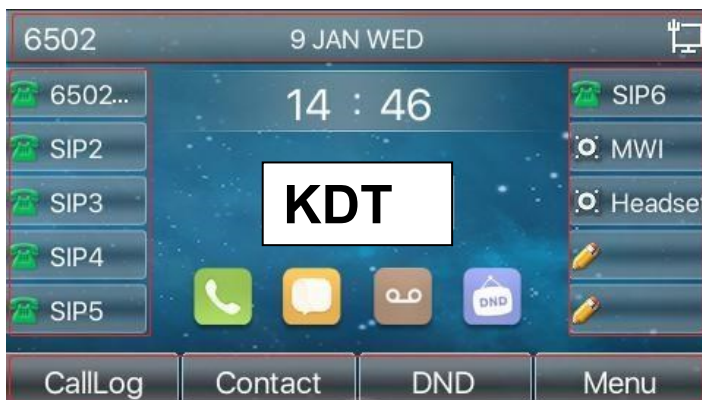 6502 9 JAN WED
6502... 14 : 46 SIP6
SIP2 MWI
SIP3 KDT Headse
SIP4
SIP5 DND
CallLog Contact DND Menu